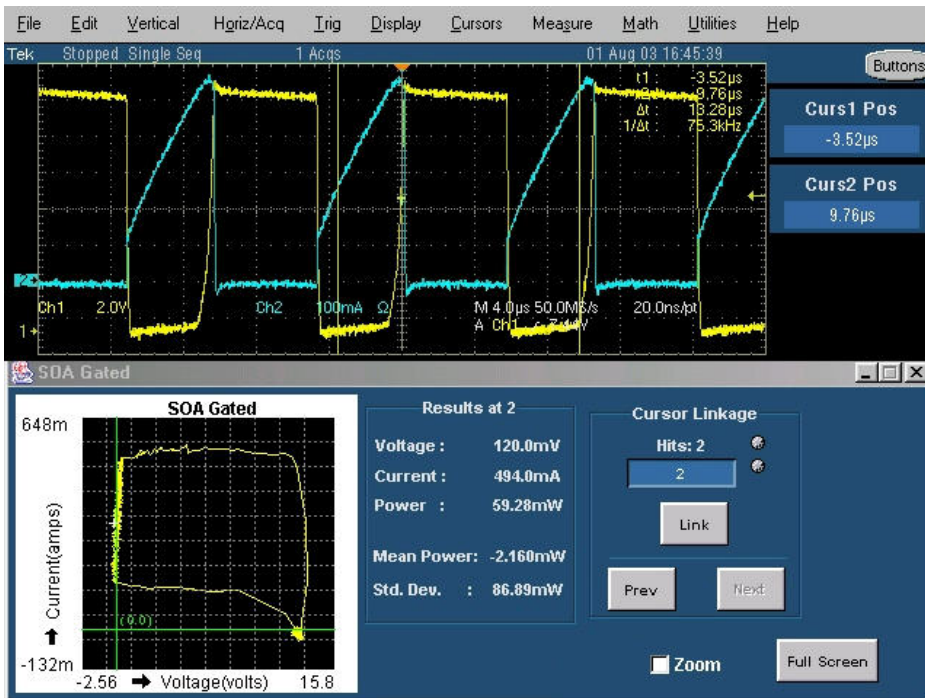 File Edit Vertical Horiz/Acq Trig Display Cursors Measure Math Utilities Help
Tek Stopped Single Seq 1 Acqs 01 Aug 03 16:45:39
Buttons
t1 : -3.52µs
9.76µs
Δt : 13.28µs
1/Δt : 75.3kHz
Curs1 Pos
-3.52µs
Curs2 Pos
9.76µs
2
Ch1 2.0V Ch2 100mA Ω M 4.0µs 50.0MS/s 20.0ns/pt
A Ch1
1
SOA Gated
SOA Gated
648m
Current(amps)
(0,0)
-132m
-2.56 Voltage(volts) 15.8
Results at 2
Voltage : 120.0mV
Current : 494.0mA
Power : 59.28mW
Mean Power: -2.160mW
Std. Dev. : 86.89mW
Cursor Linkage
Hits: 2
2
Link
Prev Next
Zoom
Full Screen